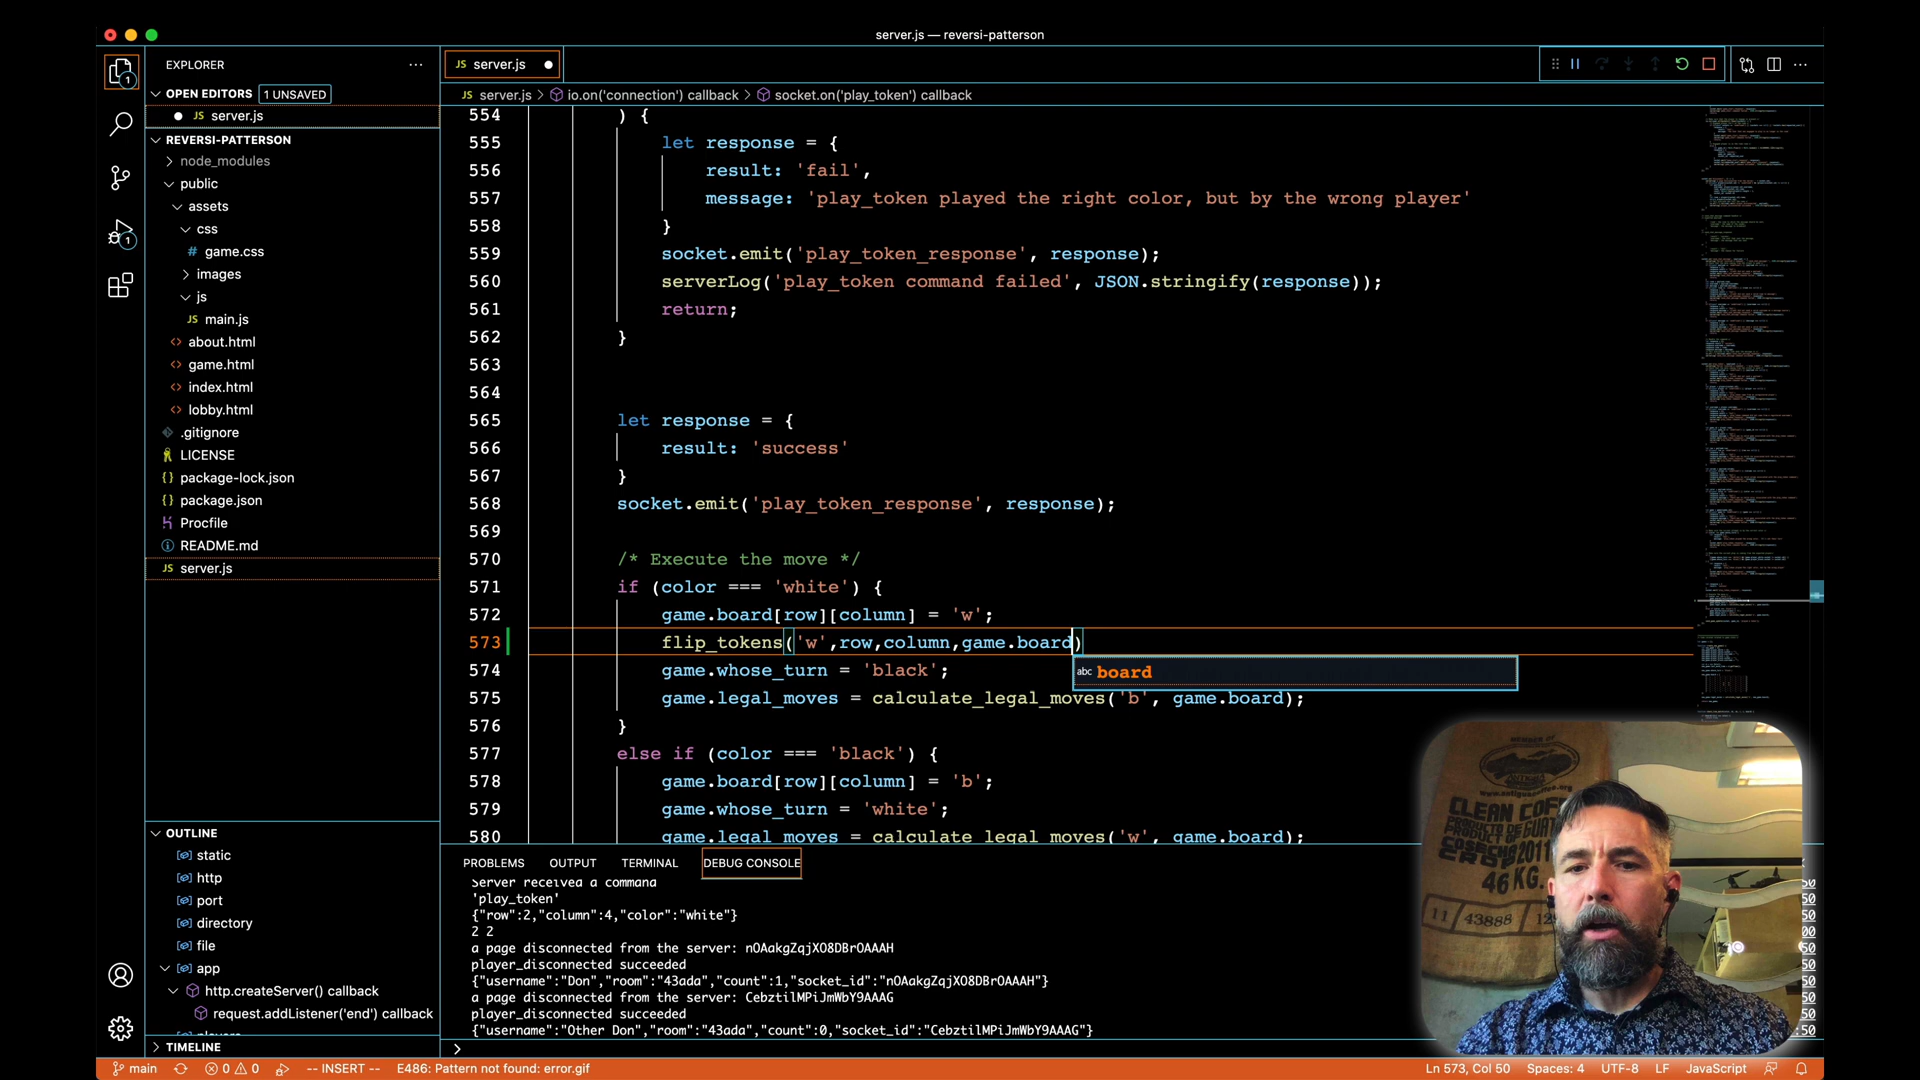 server.js — reversi-patterson
EXPLORER
OPEN EDITORS 1 UNSAVED
server.js
REVERSI-PATTERSON
node_modules
public
assets
css
game.css
images
js
main.js
about.html
game.html
index.html
lobby.html
.gitignore
LICENSE
package-lock.json
package.json
Procfile
README.md
server.js
OUTLINE
static
http
port
directory
file
app
http.createServer() callback
request.addListener('end') callback
TIMELINE
JS server.js
JS server.js > io.on('connection') callback > socket.on('play_token') callback
554 ) {
555 let response = {
556 result: 'fail',
557 message: 'play_token played the right color, but by the wrong player'
558 }
559 socket.emit('play_token_response', response);
560 serverLog('play_token command failed', JSON.stringify(response));
561 return;
562 }
563
564
565 let response = {
566 result: 'success'
567 }
568 socket.emit('play_token_response', response);
569
570 /* Execute the move */
571 if (color === 'white') {
572 game.board[row][column] = 'w';
573 flip_tokens('w',row,column,game.board)
abc board
574 game.whose_turn = 'black';
575 game.legal_moves = calculate_legal_moves('b', game.board);
576 }
577 else if (color === 'black') {
578 game.board[row][column] = 'b';
579 game.whose_turn = 'white';
580 game.legal_moves = calculate_legal_moves('w', game.board);
PROBLEMS OUTPUT TERMINAL DEBUG CONSOLE
Server received a command
'play_token'
{"row":2,"column":4,"color":"white"}
2 2
a page disconnected from the server: nOAakgZqjXO8DBrOAAAH
player_disconnected succeeded
{"username":"Don","room":"43ada","count":1,"socket_id":"nOAakgZqjXO8DBrOAAAH"}
a page disconnected from the server: CebztilMPiJmWbY9AAAG
player_disconnected succeeded
{"username":"Other Don","room":"43ada","count":0,"socket_id":"CebztilMPiJmWbY9AAAG"}
CLEAN
46 KG.
11 43888
main 0 0 -- INSERT -- E486: Pattern not found: error.gif
Ln 573, Col 50 Spaces: 4 UTF-8 LF JavaScript